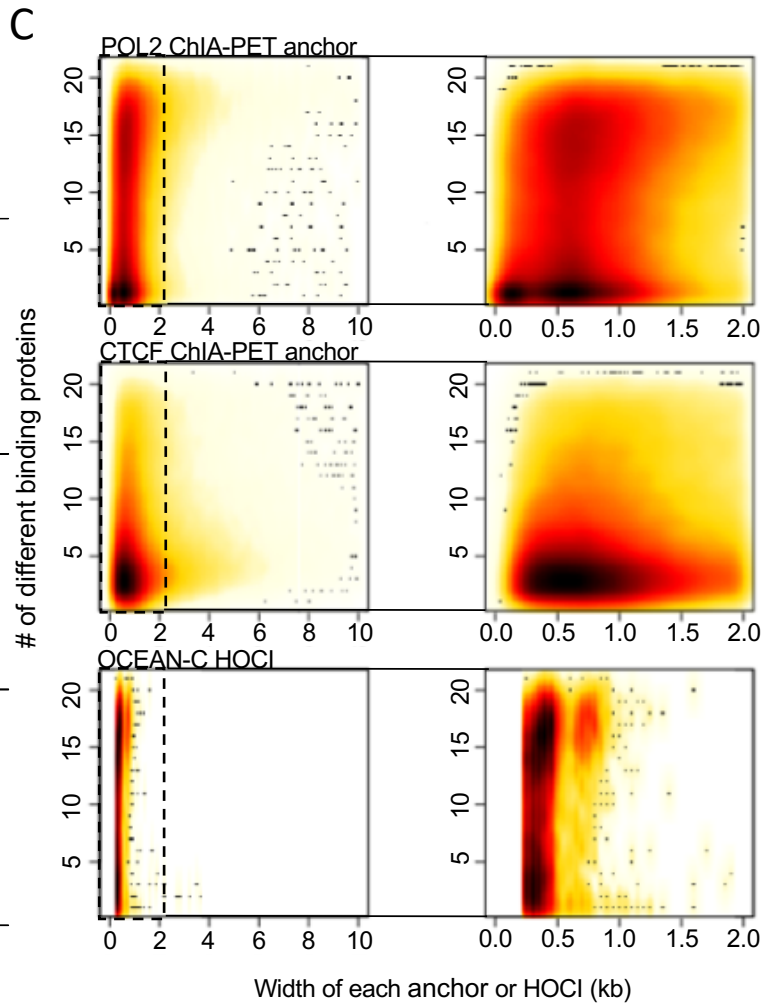 C
POL2 ChIA-PET anchor
20
15
10
5
0 2 4 6 8 10
20
15
10
5
0.0 0.5 1.0 1.5 2.0
CTCF ChIA-PET anchor
20
15
10
5
0 2 4 6 8 10
20
15
10
5
0.0 0.5 1.0 1.5 2.0
OCEAN-C HOCI
20
15
10
5
0 2 4 6 8 10
20
15
10
5
0.0 0.5 1.0 1.5 2.0
# of different binding proteins
Width of each anchor or HOCI (kb)